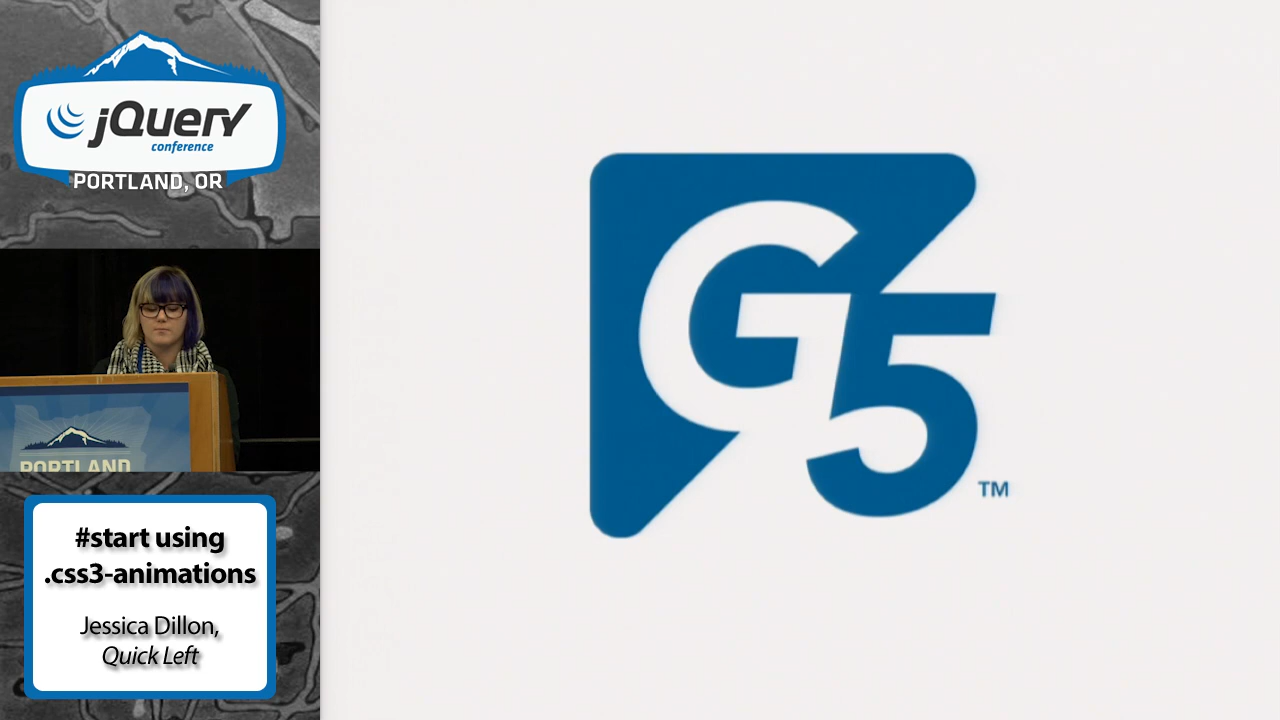 jQuery
conference
PORTLAND, OR
PORTLAND
#start using
.css3-animations
Jessica Dillon,
Quick Left
G5
TM